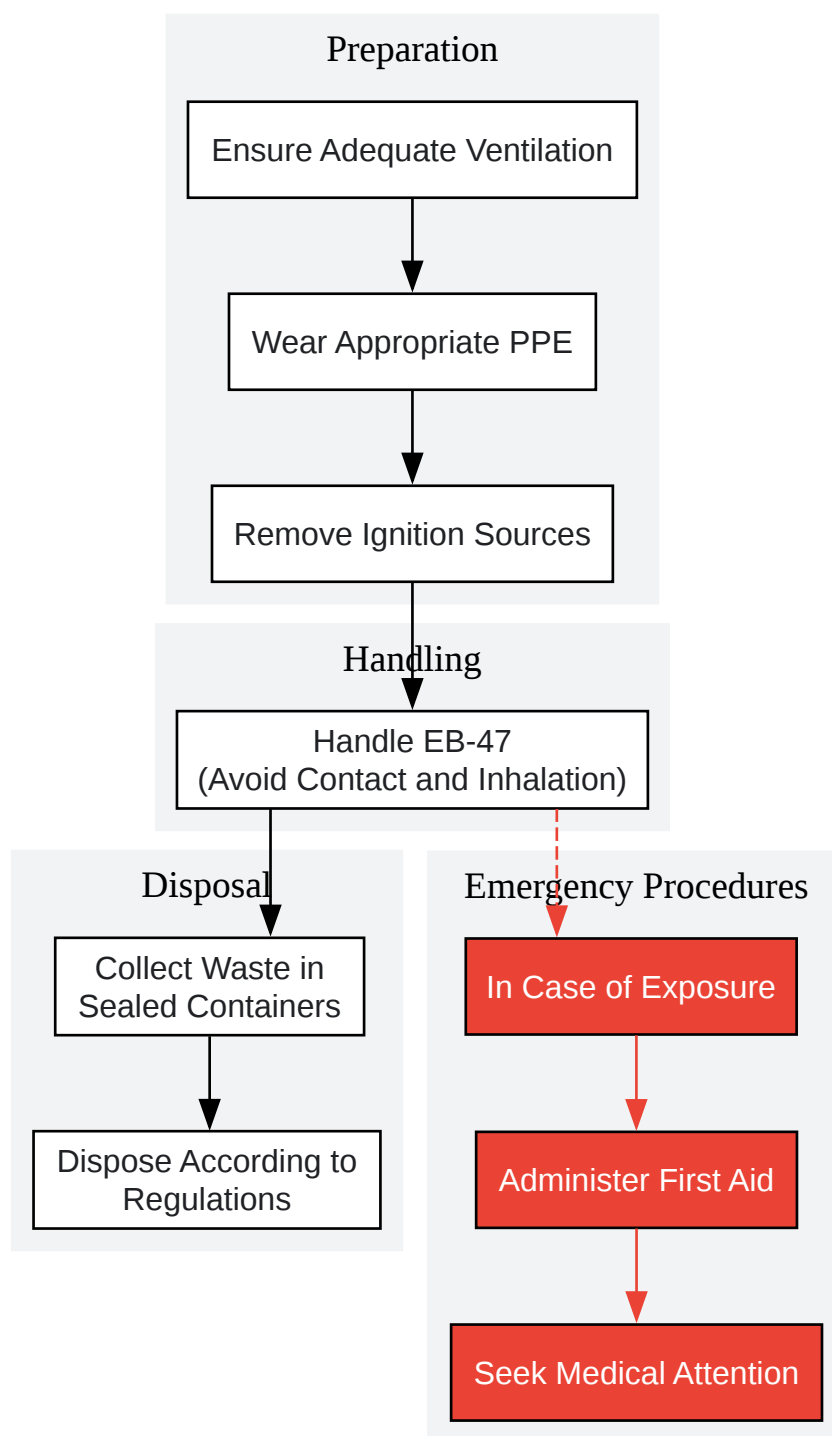 Preparation
Ensure Adequate Ventilation
Wear Appropriate PPE
Remove Ignition Sources
Handling
Handle EB-47
(Avoid Contact and Inhalation)
Disposal
Collect Waste in
Sealed Containers
Dispose According to
Regulations
Emergency Procedures
In Case of Exposure
Administer First Aid
Seek Medical Attention